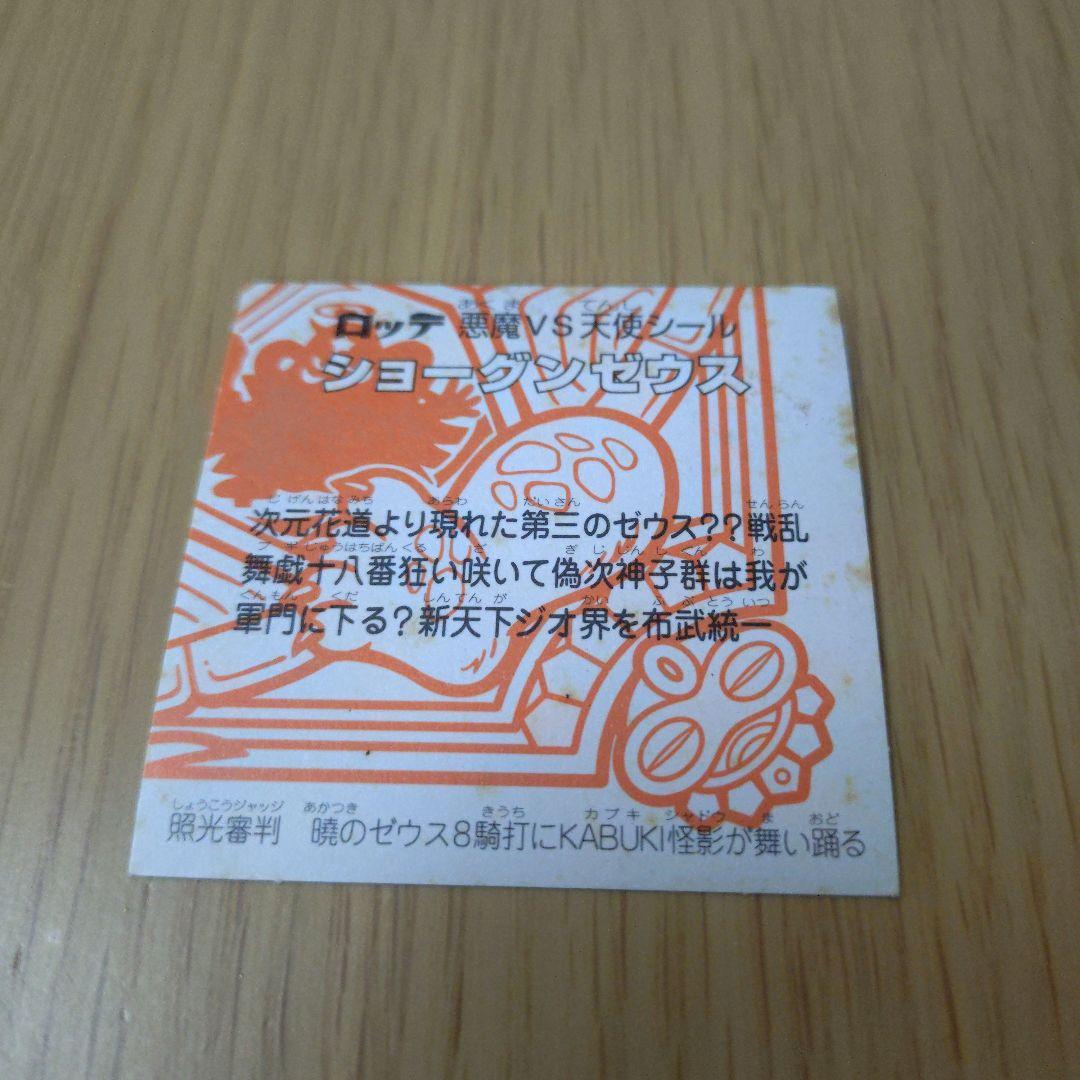 ロッテ 悪魔VS天使シール
ショーグンゼウス
次元花道より現れた第三のゼウス??戦乱
舞戯十八番狂い咲いて偽次神子群は我が
軍門に下る?新天下ジオ界を布武統一
照光審判 暁のゼウス8騎打にKABUKI怪影が舞い踊る